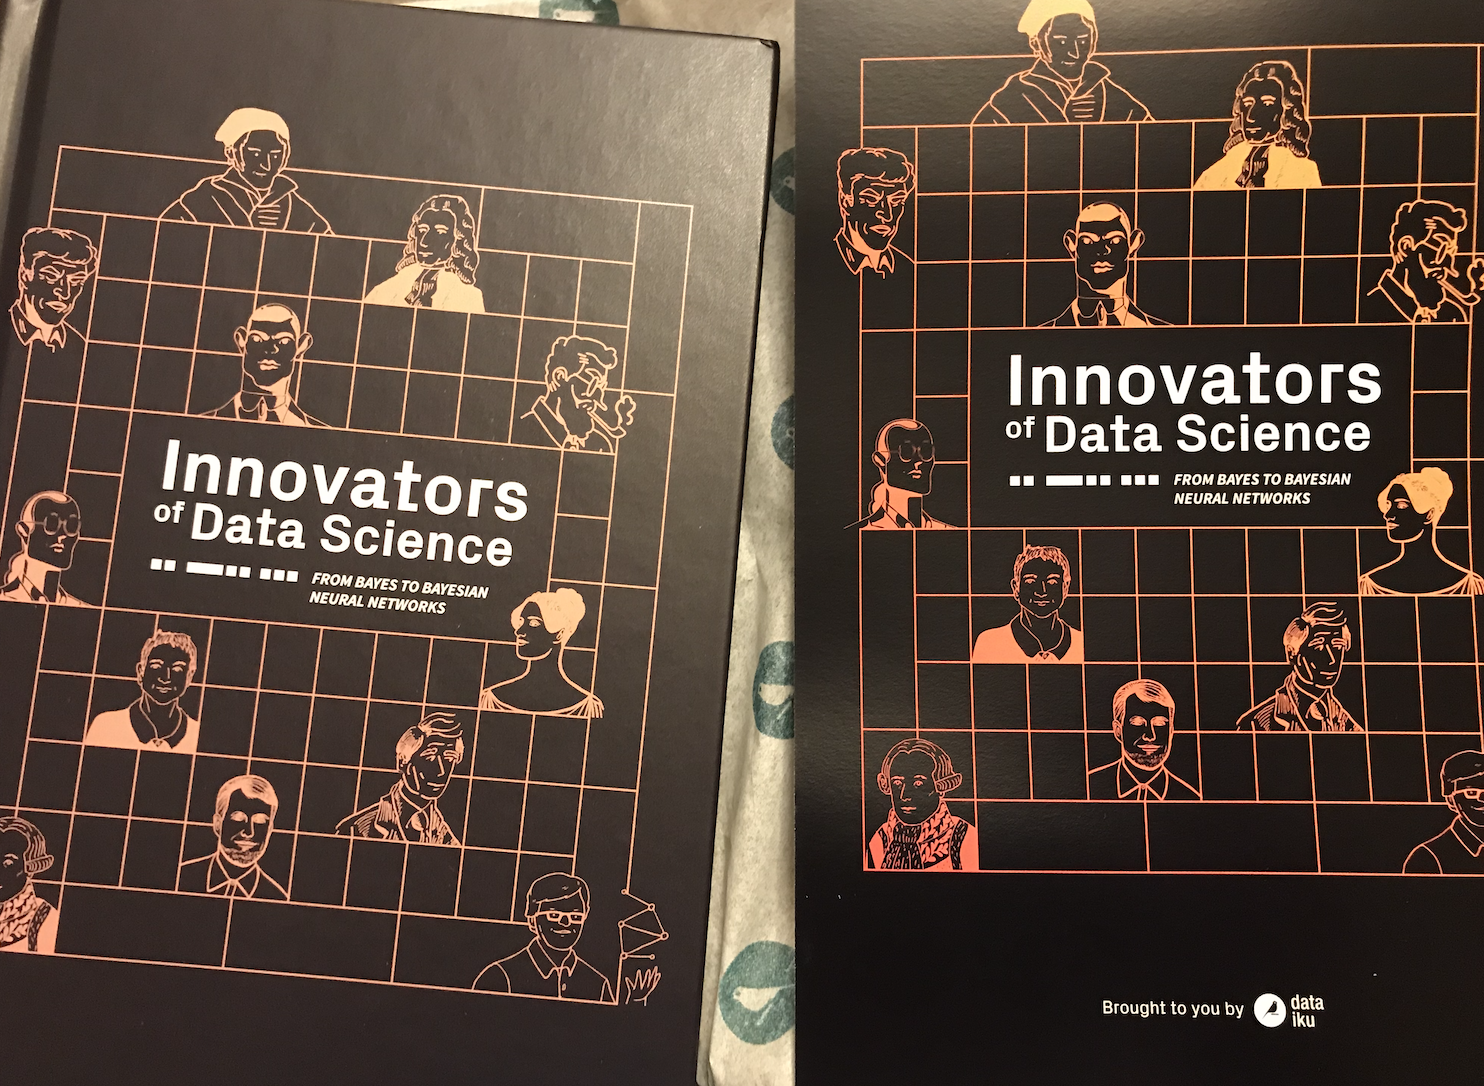 Innovators
of Data Science
FROM BAYES TO BAYESIAN
NEURAL NETWORKS
Innovators
of Data Science
FROM BAYES TO BAYESIAN
NEURAL NETWORKS
Brought to you by data
iku